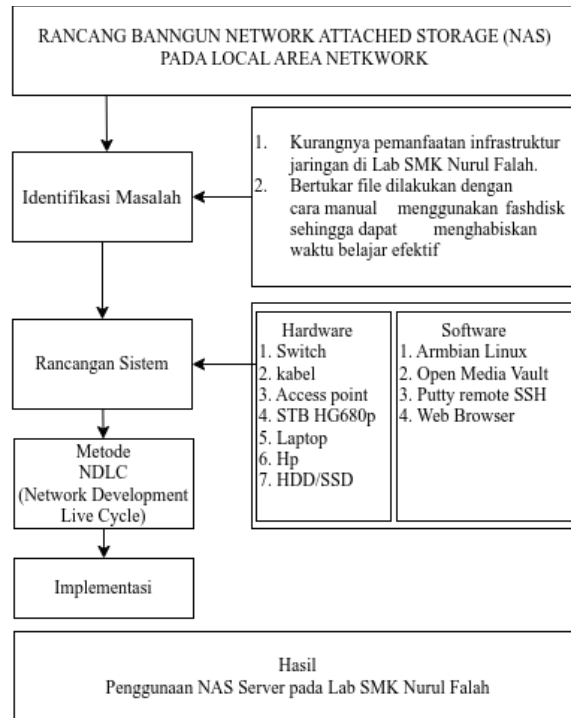 RANCANG BANNGUN NETWORK ATTACHED STORAGE (NAS)
PADA LOCAL AREA NETKWORK
1. Kurangnya pemanfaatan infrastruktur
jaringan di Lab SMK Nurul Falah.
2. Bertukar file dilakukan dengan
cara manual menggunakan fashdisk
sehingga dapat menghabiskan
waktu belajar efektif
Identifikasi Masalah
Rancangan Sistem
Hardware
1. Switch
2. kabel
3. Access point
4. STB HG680p
5. Laptop
6. Hp
7. HDD/SSD
Software
1. Armbian Linux
2. Open Media Vault
3. Putty remote SSH
4. Web Browser
Metode
NDLC
(Network Development
Live Cycle)
Implementasi
Hasil
Penggunaan NAS Server pada Lab SMK Nurul Falah